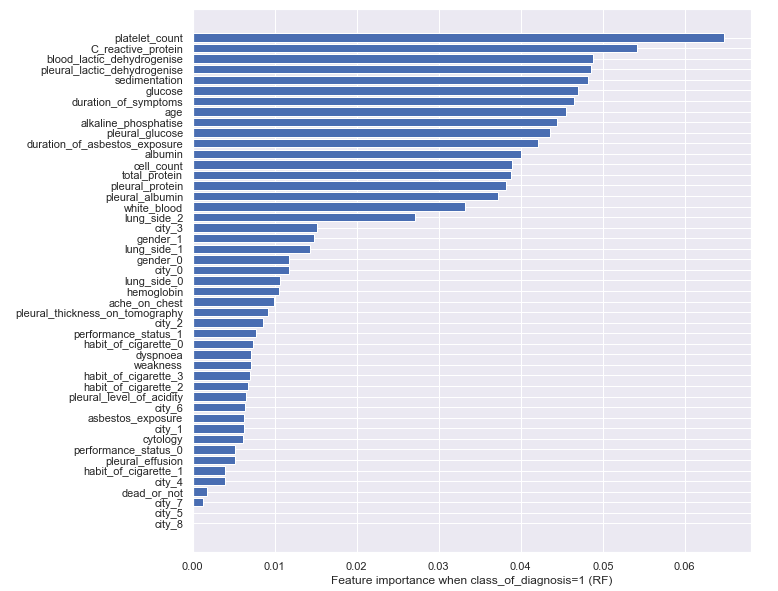 platelet_count
C_reactive_protein
blood_lactic_dehydrogenise
pleural_lactic_dehydrogenise
sedimentation
glucose
duration_of_symptoms
age
alkaline_phosphatise
pleural_glucose
duration_of_asbestos_exposure
albumin
cell_count
total_protein
pleural_protein
pleural_albumin
white_blood
lung_side_2
city_3
gender_1
lung_side_1
gender_0
city_0
lung_side_0
hemoglobin
ache_on_chest
pleural_thickness_on_tomography
city_2
performance_status_1
habit_of_cigarette_0
dyspnoea
weakness
habit_of_cigarette_3
habit_of_cigarette_2
pleural_level_of_acidity
city_6
asbestos_exposure
city_1
cytology
performance_status_0
pleural_effusion
habit_of_cigarette_1
city_4
dead_or_not
city_7
city_5
city_8
0.00 0.01 0.02 0.03 0.04 0.05 0.06
Feature importance when class_of_diagnosis=1 (RF)